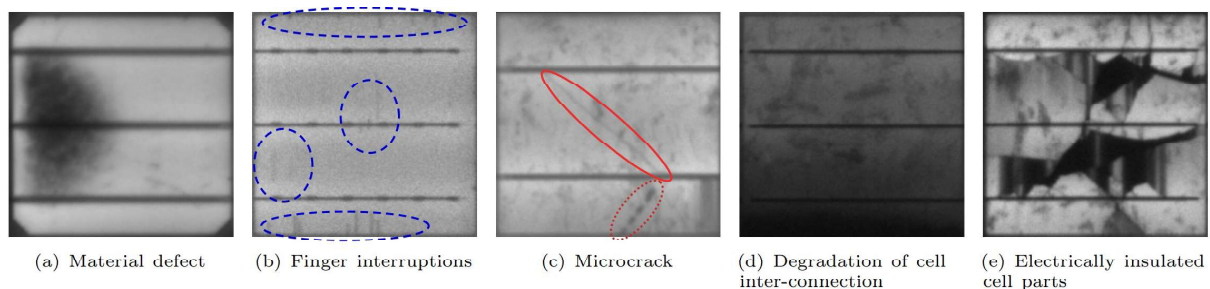 (a) Material defect
(b) Finger interruptions
(c) Microcrack
(d) Degradation of cell
inter-connection
(e) Electrically insulated
cell parts